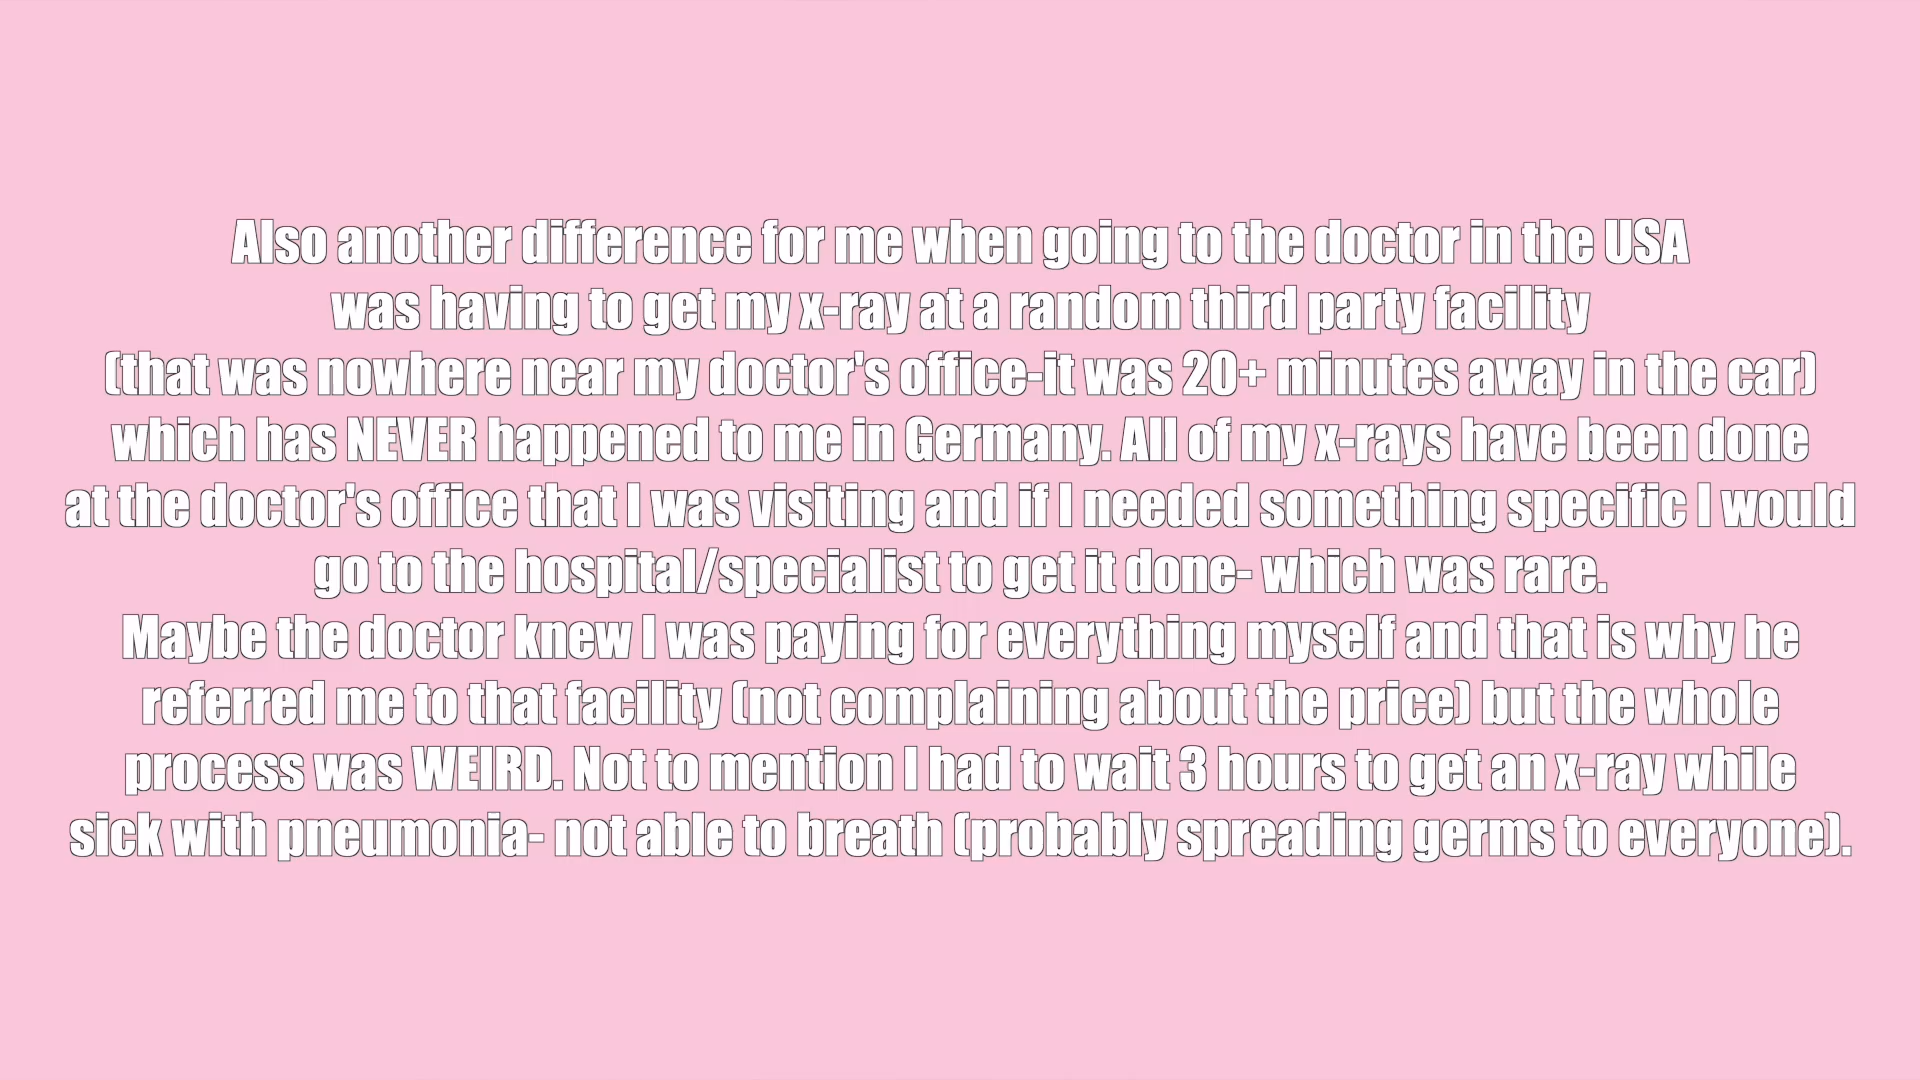 Also another difference for me when going to the doctor in the USA
was having to get my x-ray at a random third party facility
(that was nowhere near my doctor's office-it was 20+ minutes away in the car)
which has NEVER happened to me in Germany. All of my x-rays have been done
at the doctor's office that I was visiting and if I needed something specific I would
go to the hospital/specialist to get it done- which was rare.
Maybe the doctor knew I was paying for everything myself and that is why he
referred me to that facility (not complaining about the price) but the whole
process was WEIRD. Not to mention I had to wait 3 hours to get an x-ray while
sick with pneumonia- not able to breath (probably spreading germs to everyone).